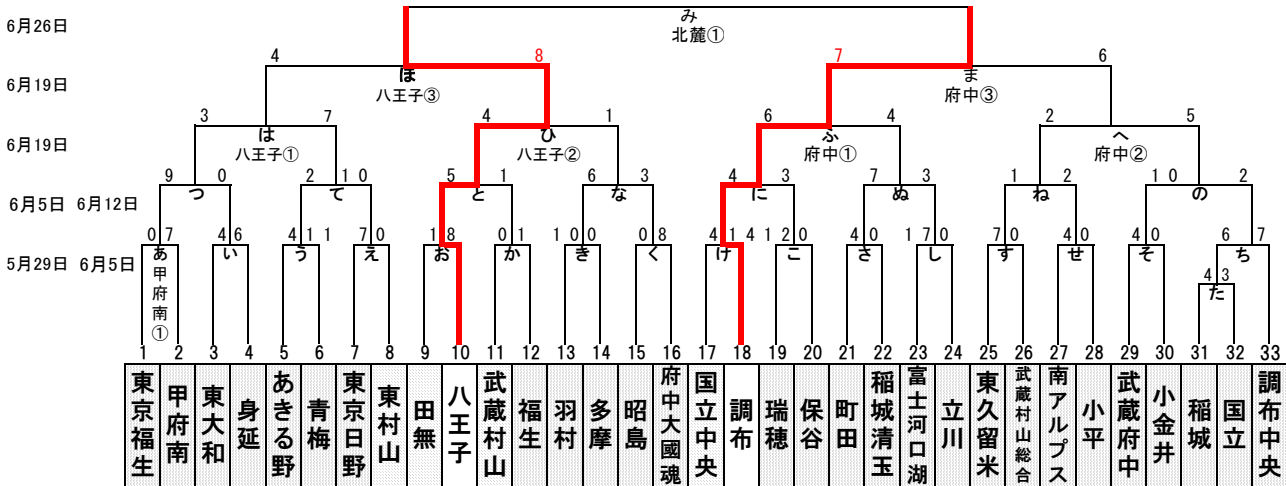 み
6月26日
北麓①
4 8 7 6
ほ ま
6月19日
八王子③ 府中③
3 7 4 1 6 4 2 5
は ひ ふ へ
6月19日
八王子① 八王子② 府中① 府中②
9 0 2 10 5 1 6 3 4 3 7 3 1 2 10 2
つ て と な に ぬ ね の
6月5日 6月12日
0 7 4 6 4 11 7 0 1 8 0 1 10 0 0 8 4 14 12 0 4 0 17 0 7 0 4 0 4 0 6 7
あ い う え お か き く け こ さ し す せ そ ち
5月29日 6月5日
甲府南①
4 3
た
1 2 3 4 5 6 7 8 9 10 11 12 13 14 15 16 17 18 19 20 21 22 23 24 25 26 27 28 29 30 31 32 33
東京福生
甲府南
東大和
身延
あきる野
青梅
東京日野
東村山
田無
八王子
武蔵村山
福生
羽村
多摩
昭島
府中大國魂
国立中央
調布
瑞穂
保谷
町田
稲城清玉
富士河口湖
立川
東久留米
武蔵村山総合
南アルプス
小平
武蔵府中
小金井
稲城
国立
調布中央